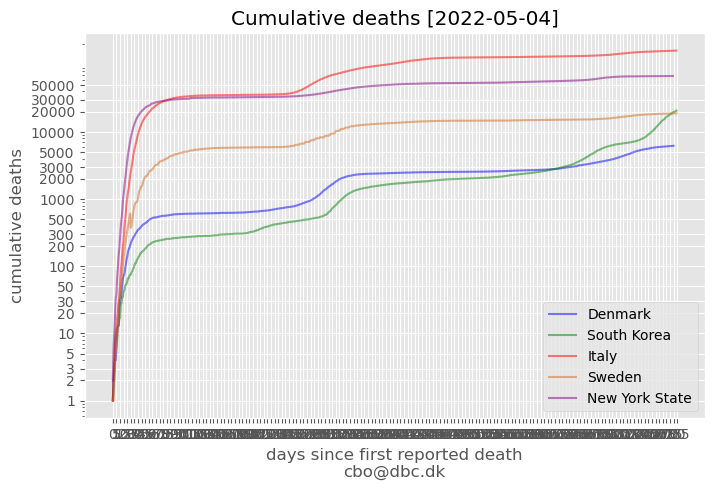 Cumulative deaths [2022-05-04]
cumulative deaths
50000
30000
20000
10000
5000
3000
2000
1000
500
300
200
100
50
30
20
10
5
3
2
1
Denmark
South Korea
Italy
Sweden
New York State
days since first reported death
cbo@dbc.dk